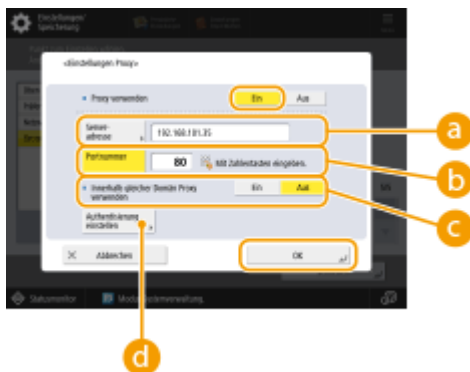 Einstellungen/
Speicherung
<Einstellungen Proxy>
Proxy verwenden
Ein
Aus
Server-
adresse
192.168.181.35
a
Portnummer
80
Mit Zahlentasten eingeben.
b
Innerhalb gleicher Domän Proxy
verwenden
Ein
Aus
c
Authentisierung
einstellen
Abbrechen
OK
Statusmonitor
d